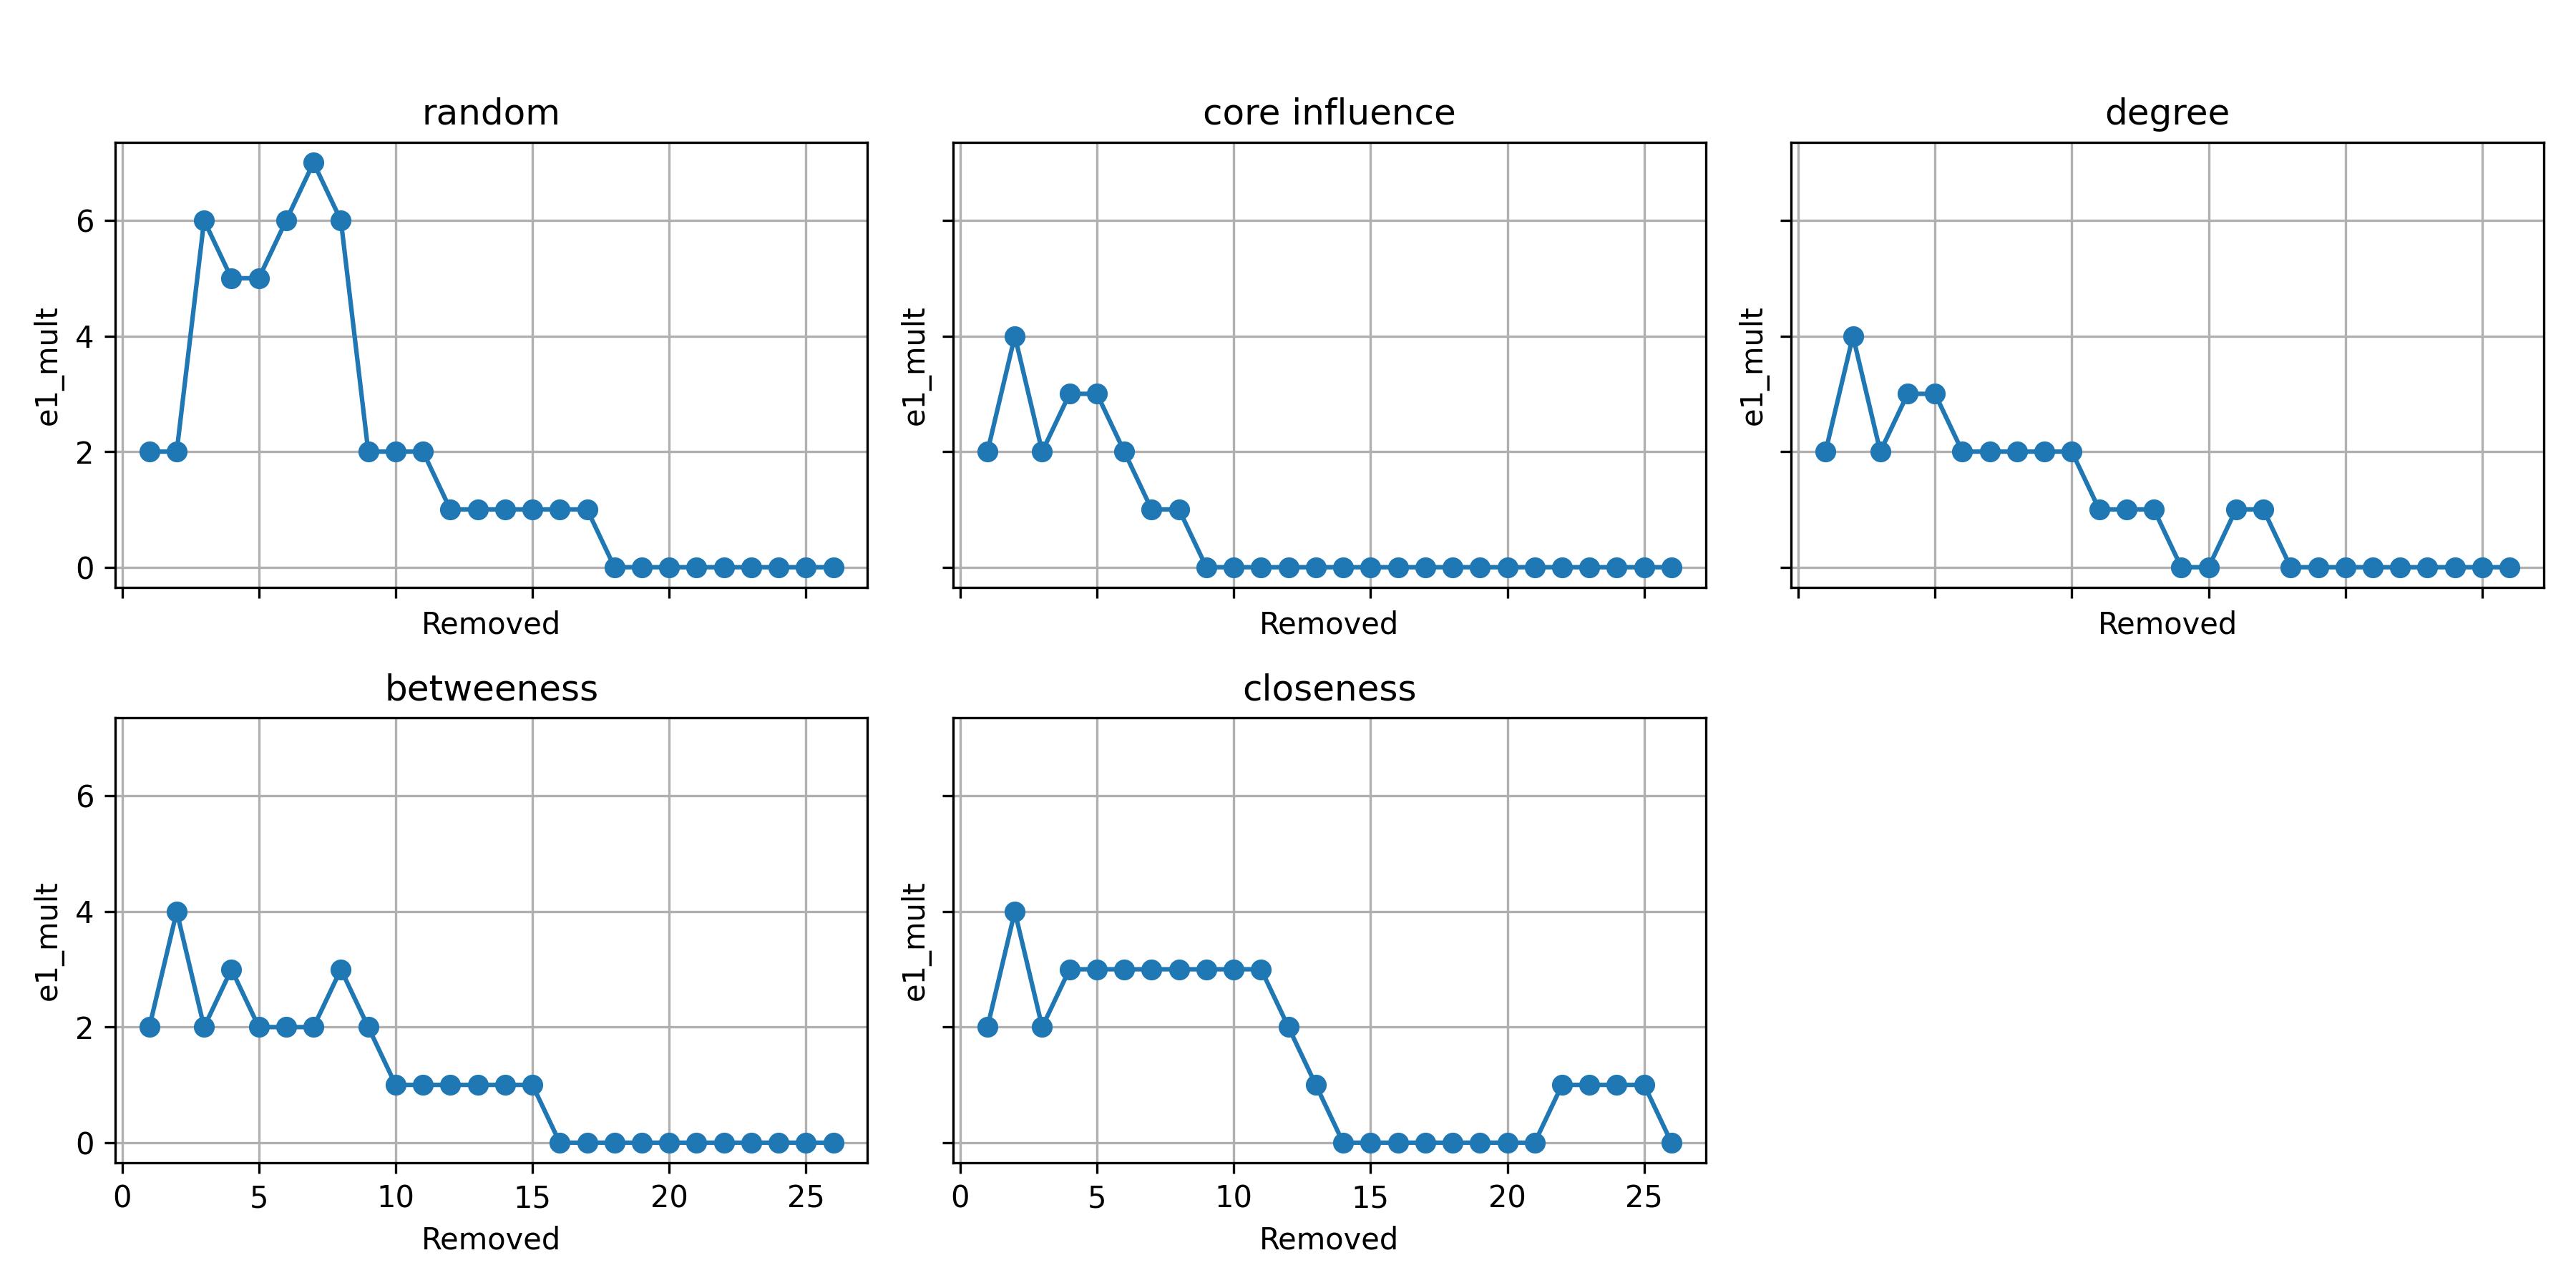 random
core influence
degree
e1_mult
6
4
2
0
Removed
e1_mult
Removed
e1_mult
Removed
betweeness
closeness
e1_mult
6
4
2
0
0 5 10 15 20 25
Removed
e1_mult
0 5 10 15 20 25
Removed